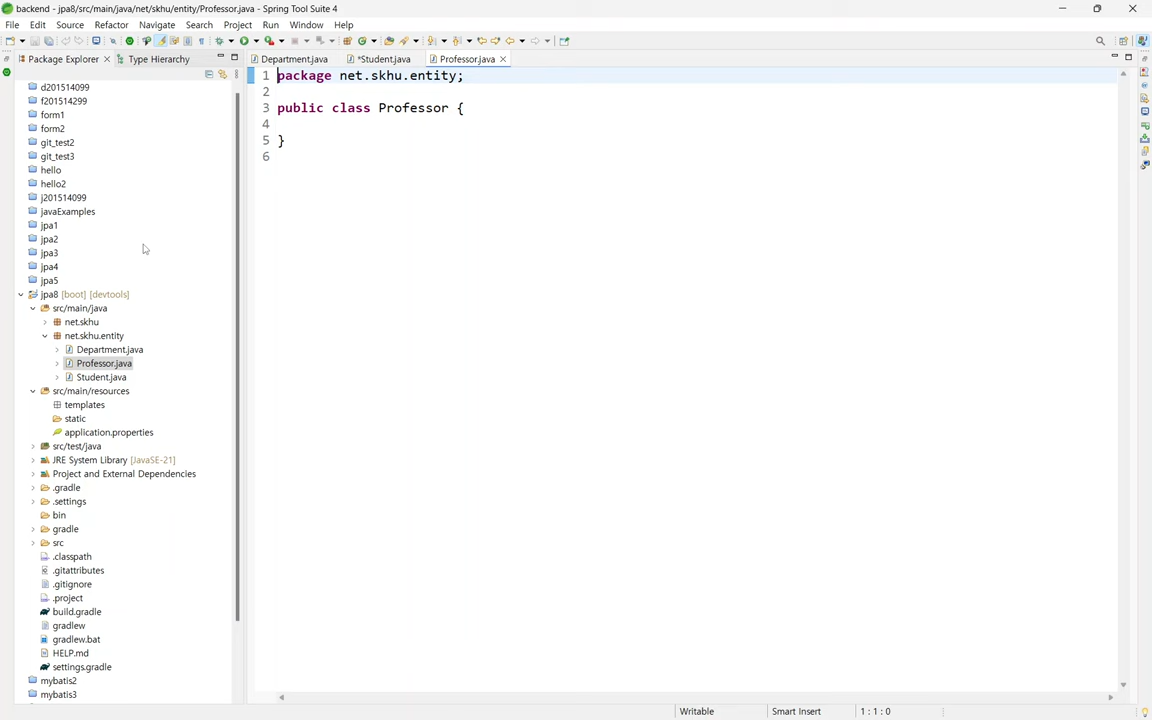 backend - jpa8/src/main/java/net/skhu/entity/Professor.java - Spring Tool Suite 4
File Edit Source Refactor Navigate Search Project Run Window Help
Package Explorer
Type Hierarchy
d201514099
f201514299
form1
form2
git_test2
git_test3
hello
hello2
j201514099
javaExamples
jpa1
jpa2
jpa3
jpa4
jpa5
jpa8 [boot] [devtools]
src/main/java
net.skhu
net.skhu.entity
Department.java
Professor.java
Student.java
src/main/resources
templates
static
application.properties
src/test/java
JRE System Library [JavaSE-21]
Project and External Dependencies
.gradle
.settings
bin
gradle
src
.classpath
.gitattributes
.gitignore
.project
build.gradle
gradlew
gradlew.bat
HELP.md
settings.gradle
mybatis2
mybatis3
Department.java *Student.java Professor.java
1 package net.skhu.entity;
2
3 public class Professor {
4
5 }
6
Writable Smart Insert 1 : 1 : 0